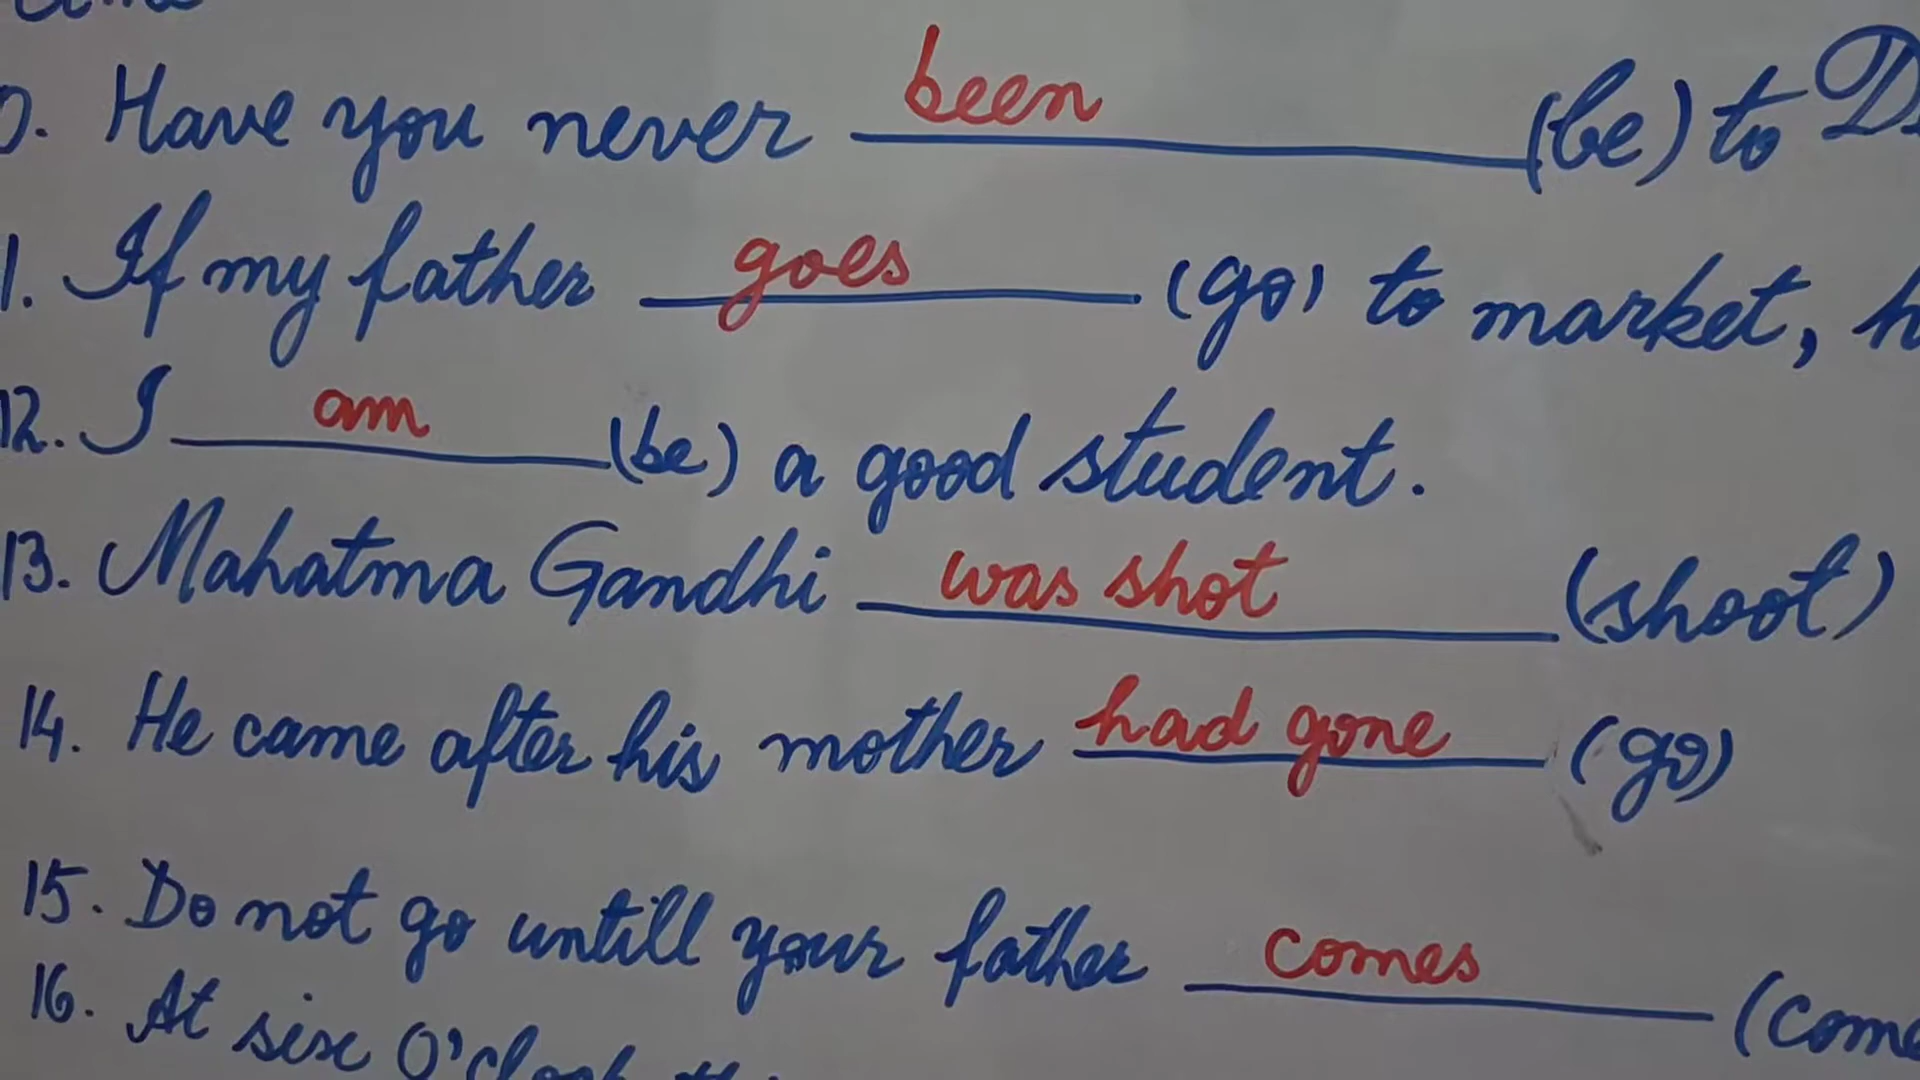 0. Have you never been (be) to
1. If my father goes (go) to market,
12. I am (be) a good student.
13. Mahatma Gandhi was shot (shoot)
14. He came after his mother had gone (go)
15. Do not go untill your father comes (come
16. At six O'clock